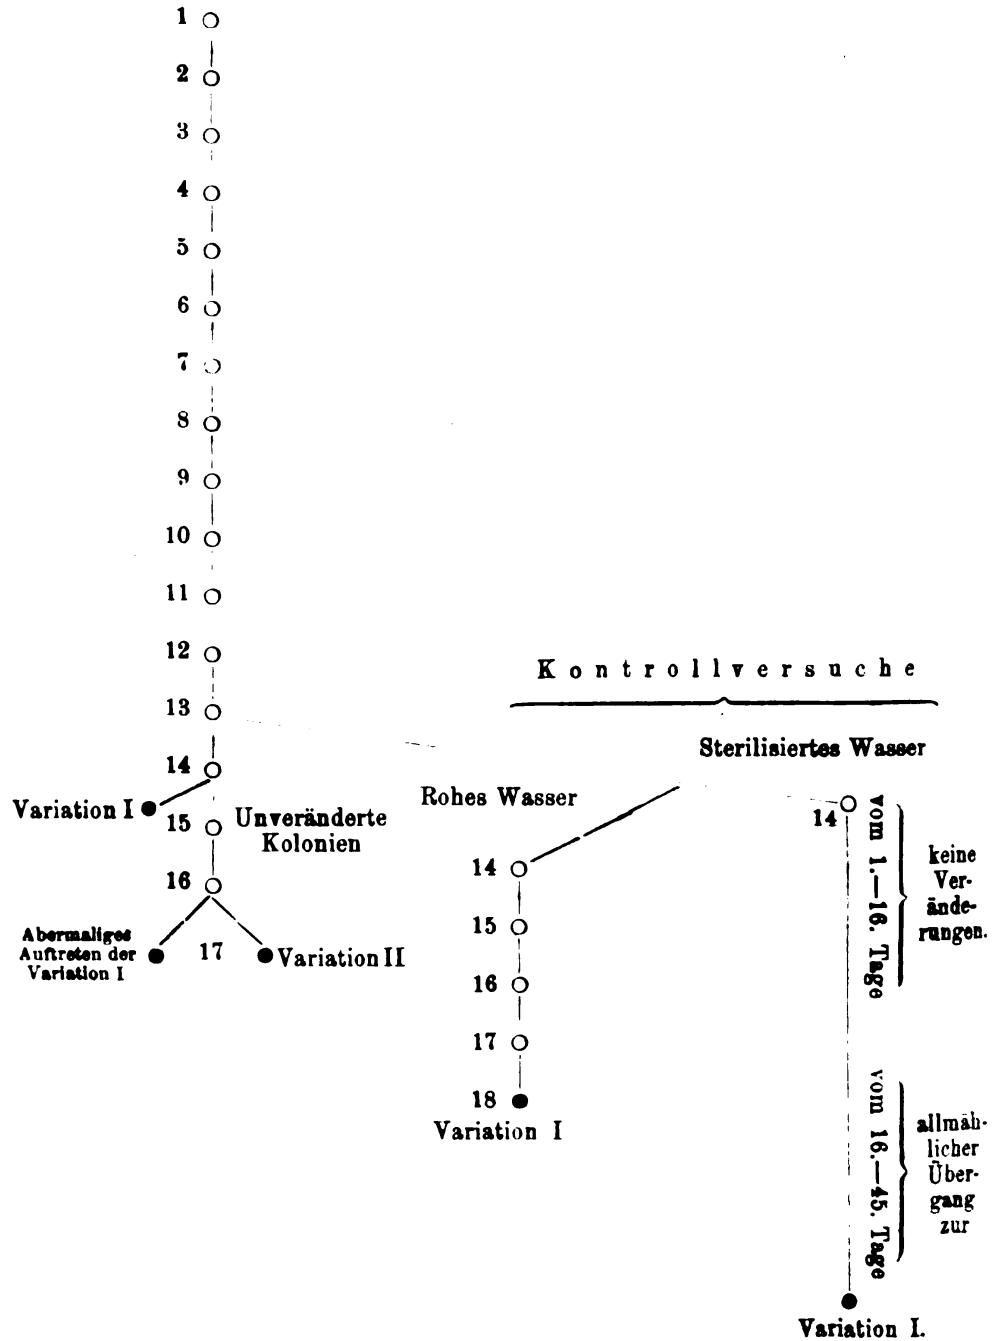 1
2
3
4
5
6
7
8
9
10
11
12
13
14
Variation I
15
Unveränderte
Kolonien
16
Abermaliges
Auftreten der
Variation I
17
Variation II
Kontrollversuche
Rohes Wasser
14
15
16
17
18
Variation I
Sterilisiertes Wasser
14
vom 1.—16. Tage
keine
Ver-
ände-
rungen.
vom 16.—45. Tage
allmäh-
licher
Über-
gang
zur
Variation I.